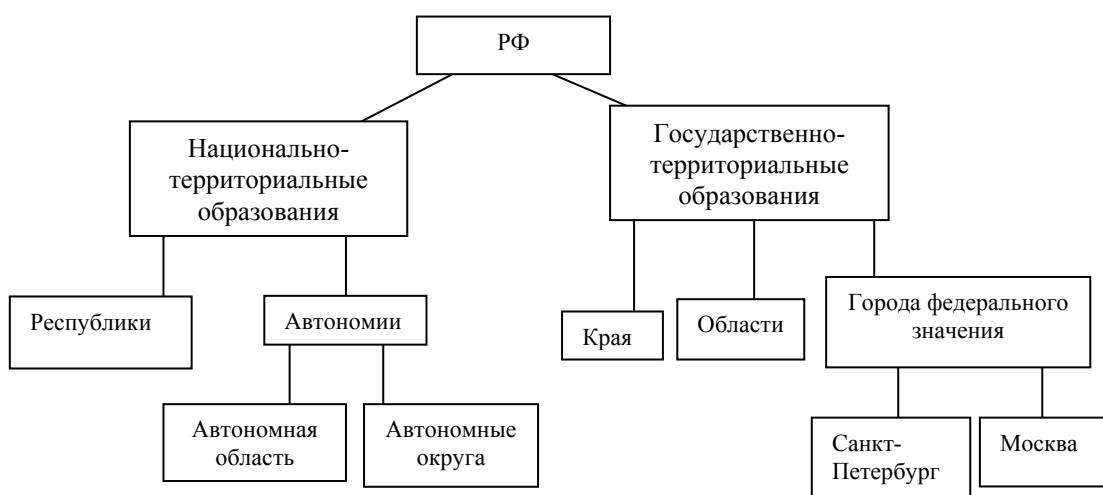 РФ
Национально-
территориальные
образования
Государственно-
территориальные
образования
Республики
Автономии
Края
Области
Города федерального
значения
Автономная
область
Автономные
округа
Санкт-
Петербург
Москва